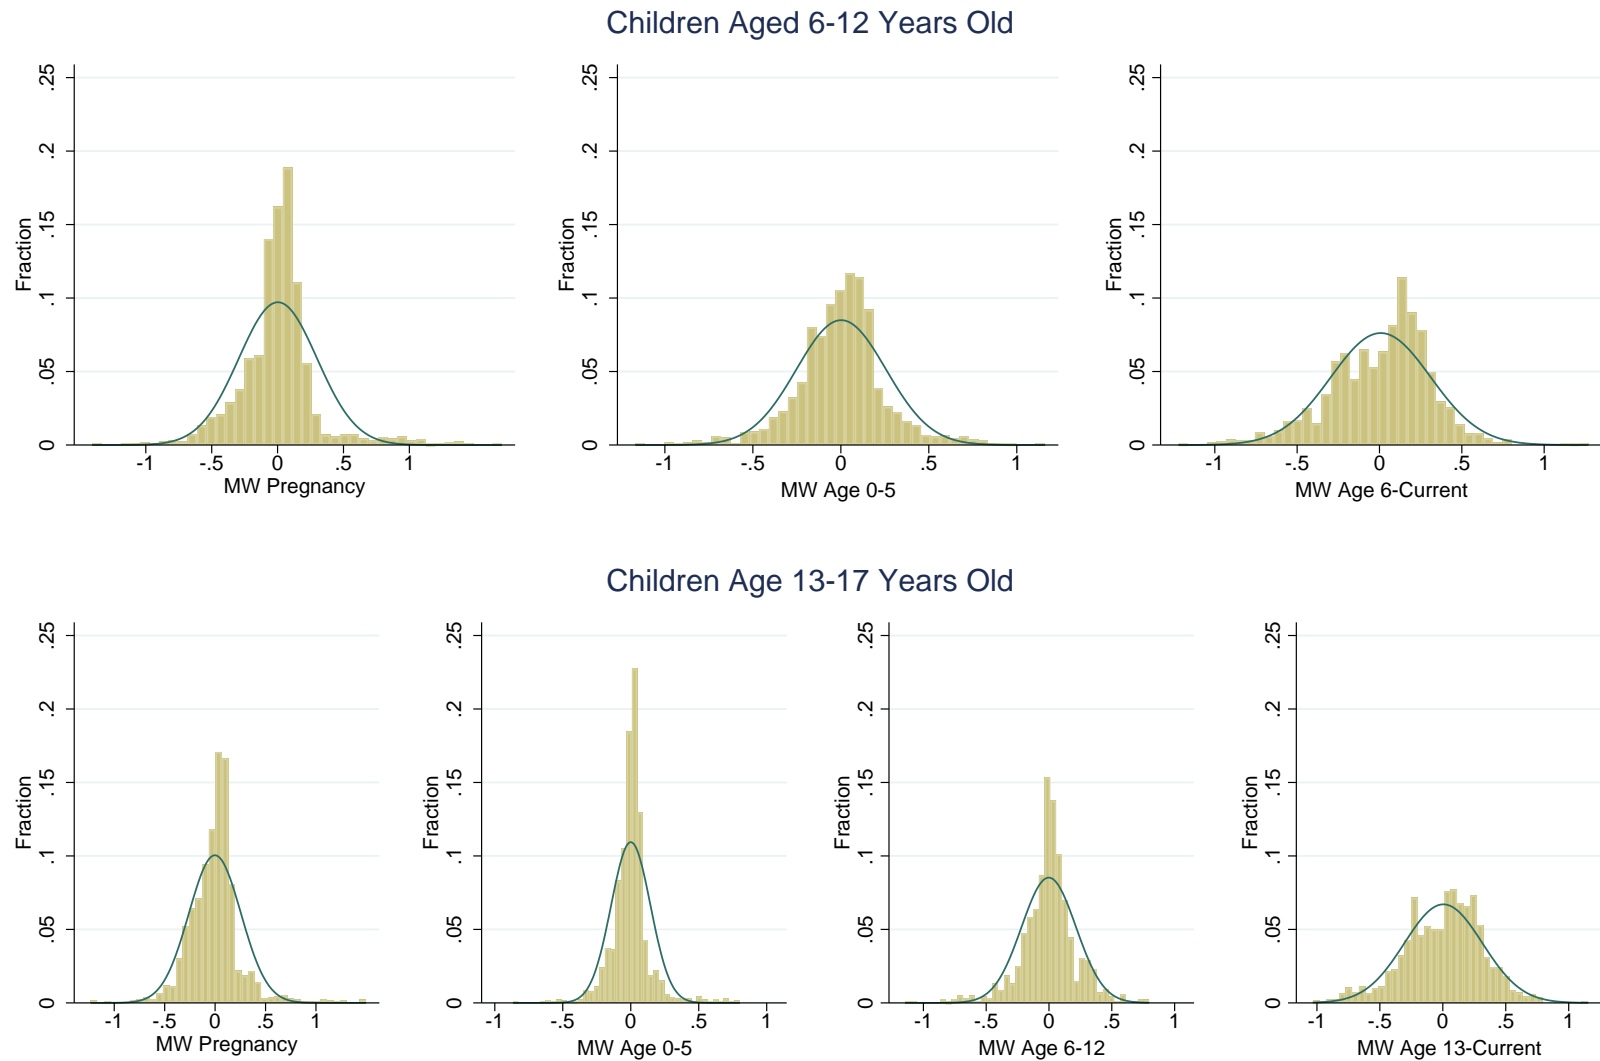 Children Aged 6-12 Years Old
Fraction
0 .05 .1 .15 .2 .25
-1 -.5 0 .5 1
MW Pregnancy
Fraction
0 .05 .1 .15 .2 .25
-1 -.5 0 .5 1
MW Age 0-5
Fraction
0 .05 .1 .15 .2 .25
-1 -.5 0 .5 1
MW Age 6-Current
Children Age 13-17 Years Old
Fraction
0 .05 .1 .15 .2 .25
-1 -.5 0 .5 1
MW Pregnancy
Fraction
0 .05 .1 .15 .2 .25
-1 -.5 0 .5 1
MW Age 0-5
Fraction
0 .05 .1 .15 .2 .25
-1 -.5 0 .5 1
MW Age 6-12
Fraction
0 .05 .1 .15 .2 .25
-1 -.5 0 .5 1
MW Age 13-Current